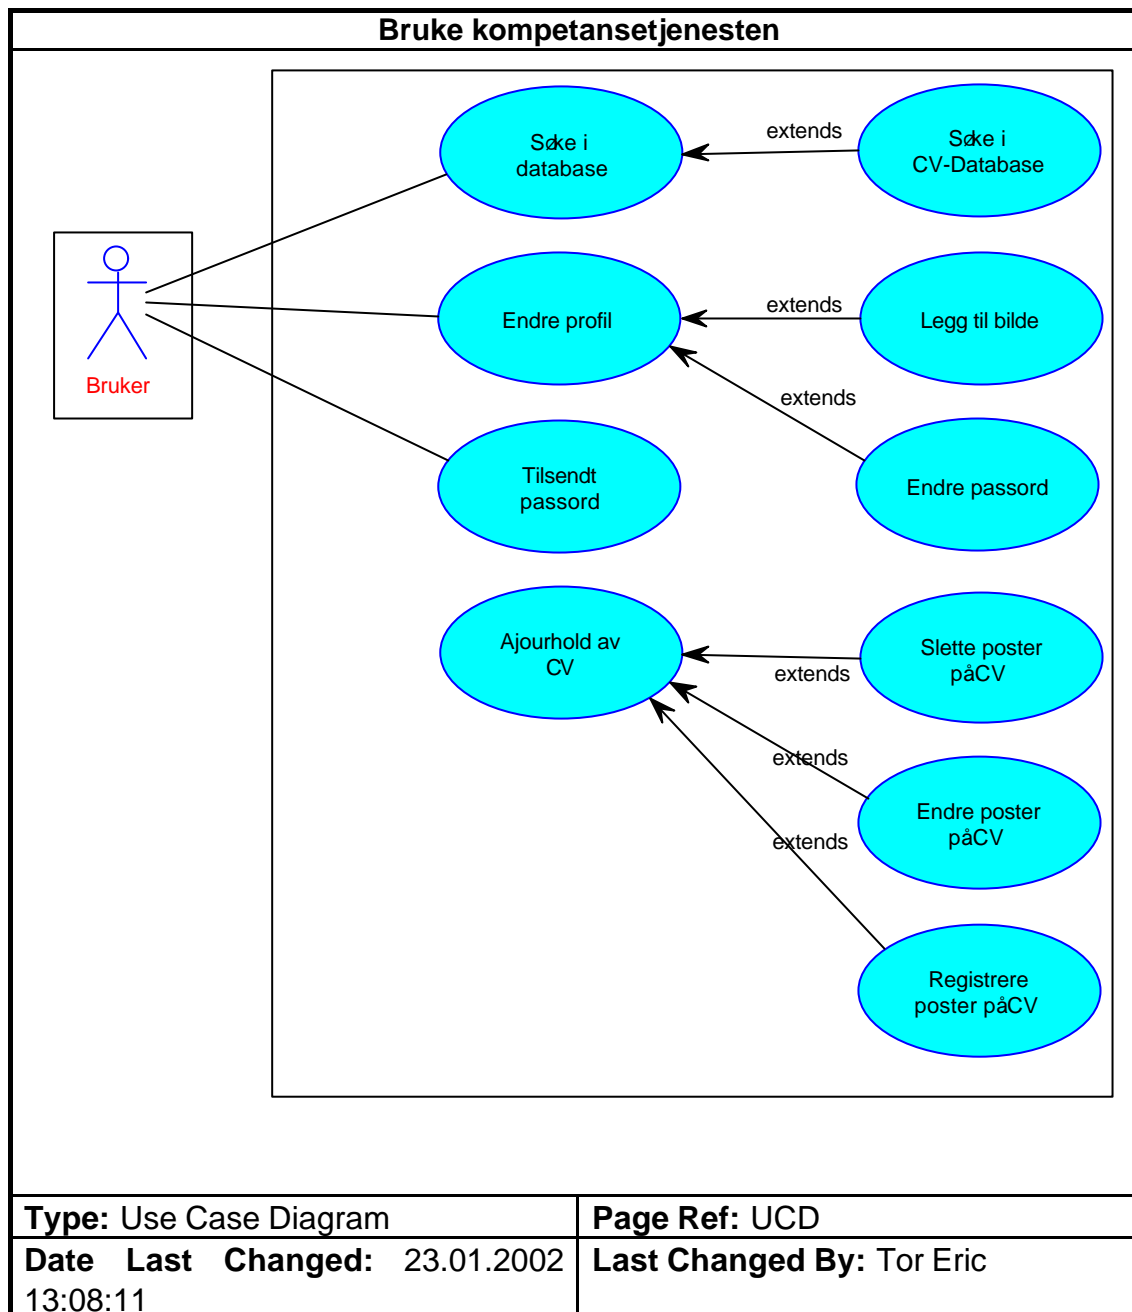 Bruke kompetansetjenesten
Søke i
database
extends
Søke i
CV-Database
Bruker
Endre profil
extends
Legg til bilde
extends
Tilsendt
passord
Endre passord
Ajourhold av
CV
extends
Slette poster
påCV
extends
Endre poster
påCV
extends
Registrere
poster påCV
Type: Use Case Diagram
Page Ref: UCD
Date Last Changed: 23.01.2002
13:08:11
Last Changed By: Tor Eric